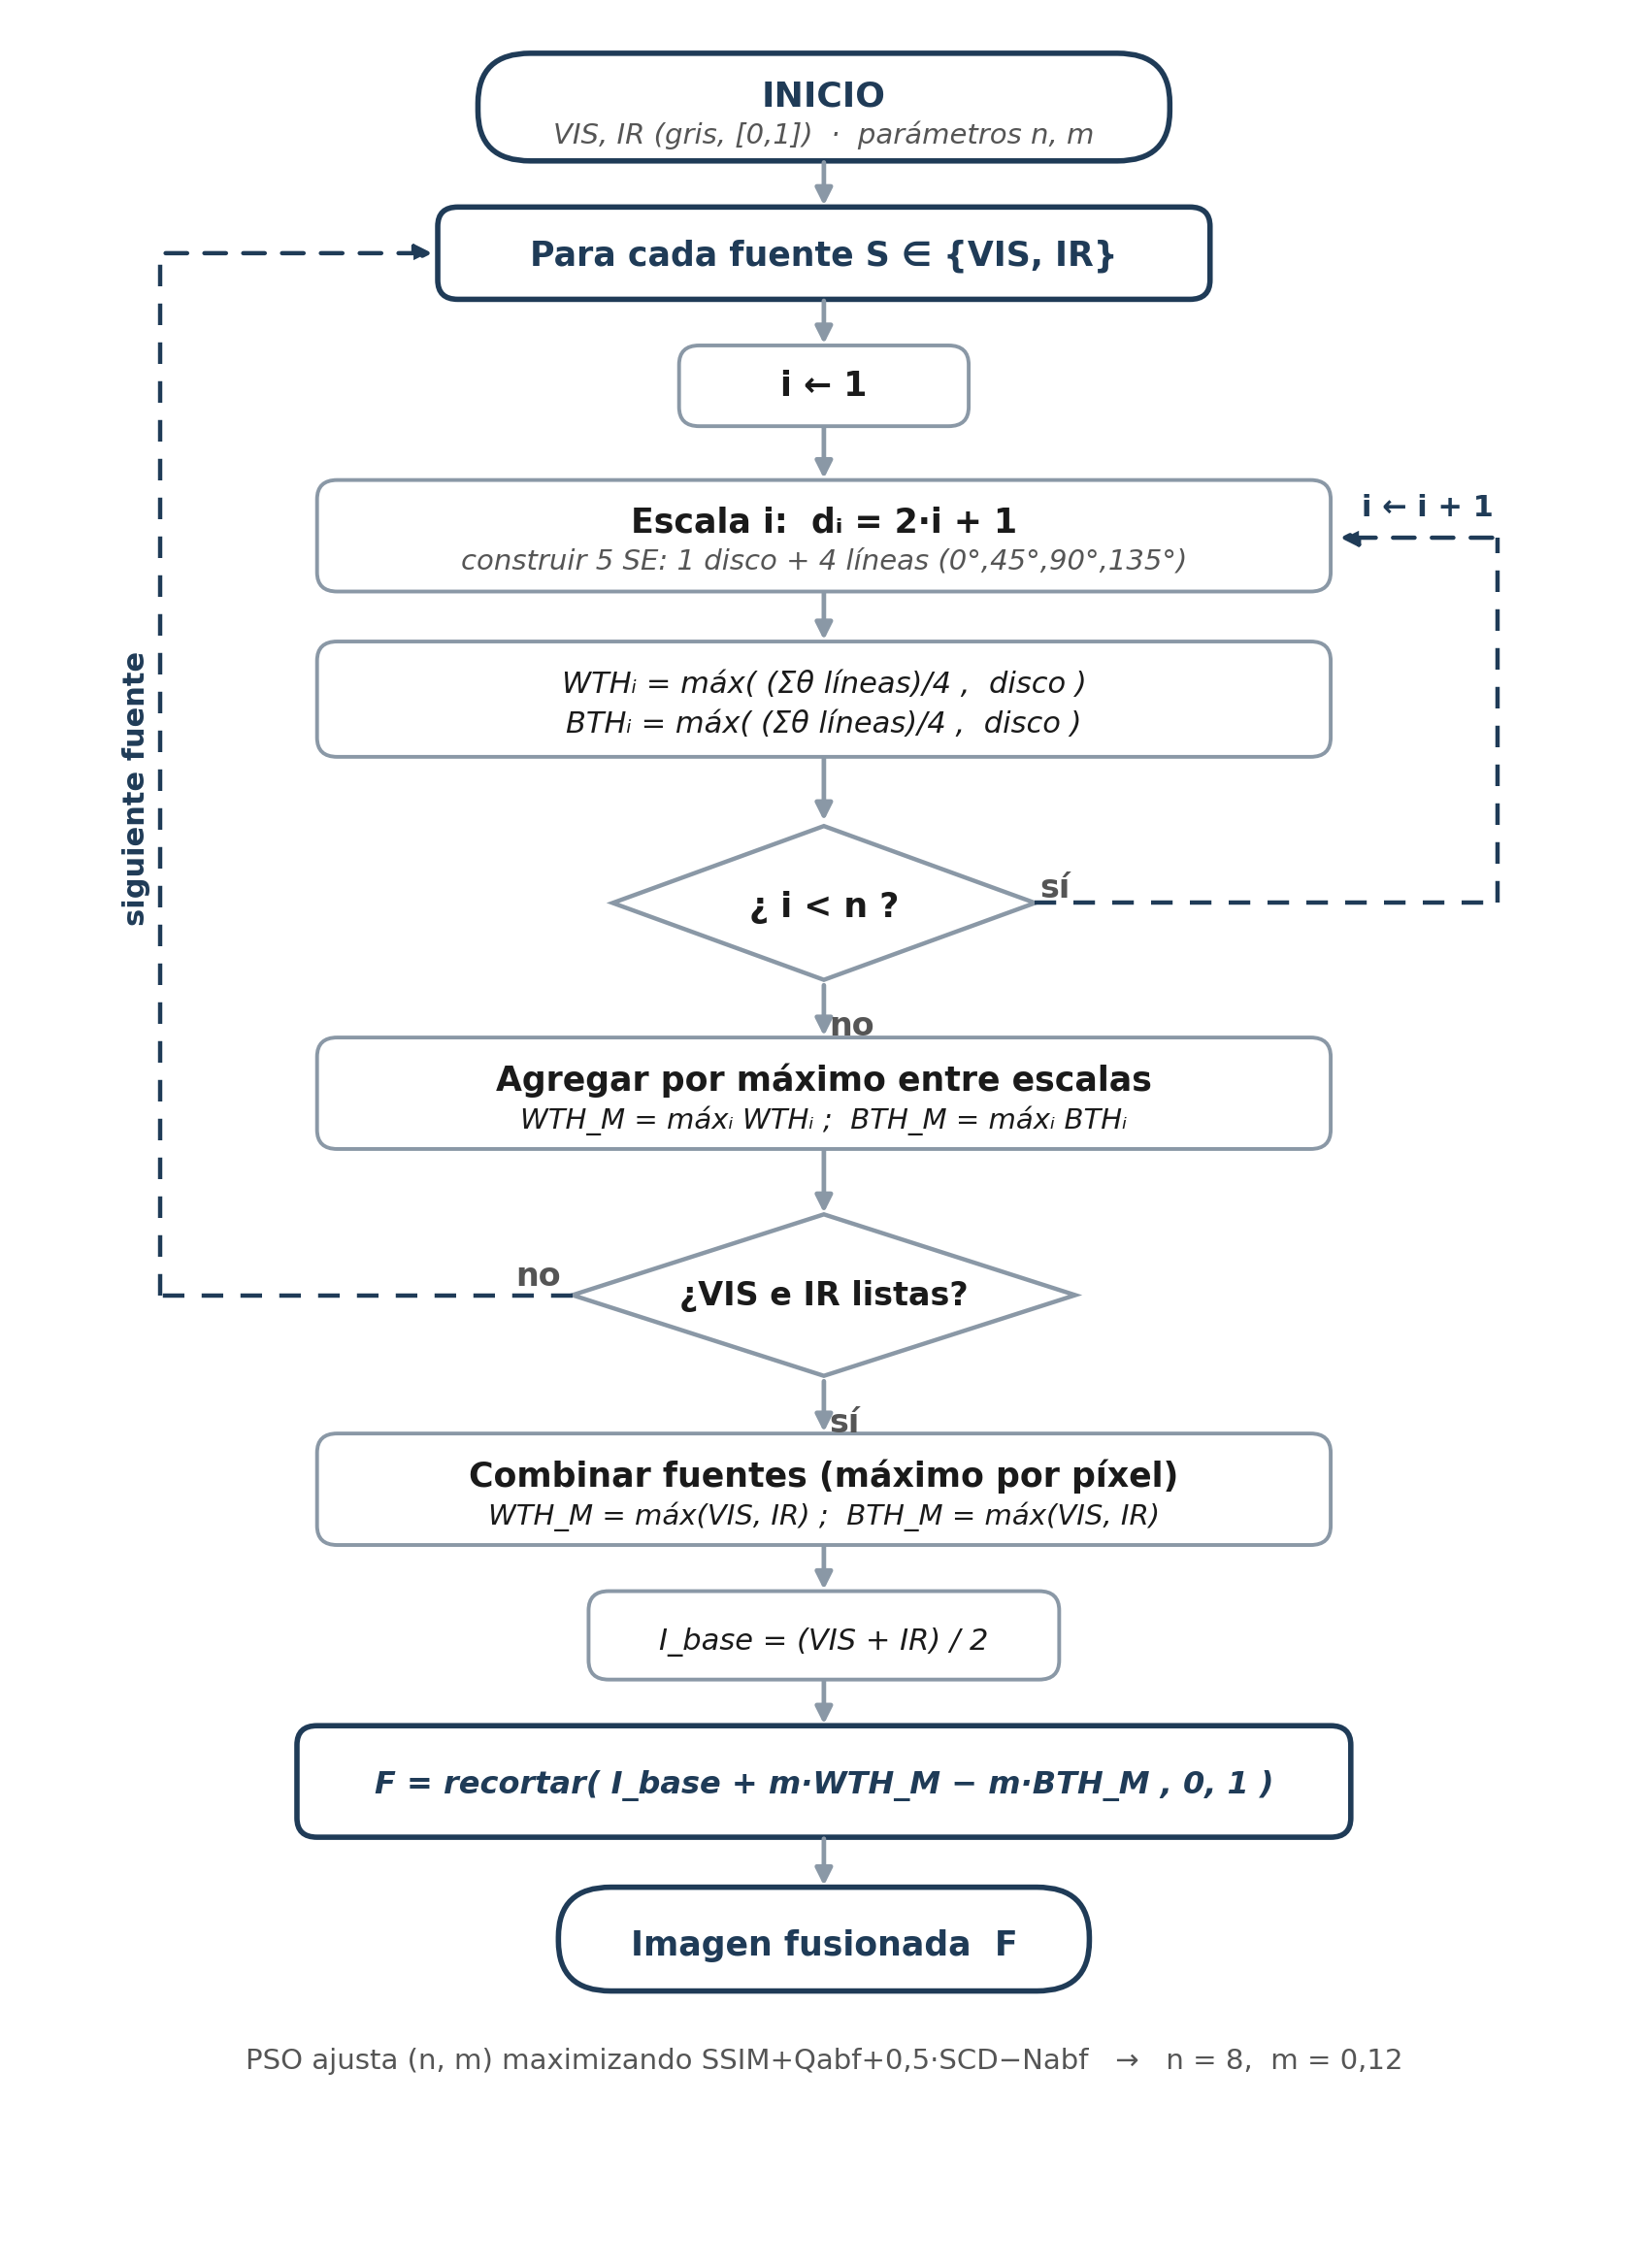 INICIO
VIS, IR (gris, [0,1])  ·  parámetros n, m
Para cada fuente S ∈ {VIS, IR}
i ← 1
Escala i:  dᵢ = 2·i + 1
construir 5 SE: 1 disco + 4 líneas (0°,45°,90°,135°)
i ← i + 1
WTHᵢ = máx( (Σθ líneas)/4 ,  disco )
BTHᵢ = máx( (Σθ líneas)/4 ,  disco )
siguiente fuente
¿ i < n ?
sí
no
Agregar por máximo entre escalas
WTH_M = máxᵢ WTHᵢ ;  BTH_M = máxᵢ BTHᵢ
no
¿VIS e IR listas?
sí
Combinar fuentes (máximo por píxel)
WTH_M = máx(VIS, IR) ;  BTH_M = máx(VIS, IR)
I_base = (VIS + IR) / 2
F = recortar( I_base + m·WTH_M − m·BTH_M , 0, 1 )
Imagen fusionada  F
PSO ajusta (n, m) maximizando SSIM+Qabf+0,5·SCD−Nabf   →   n = 8,  m = 0,12